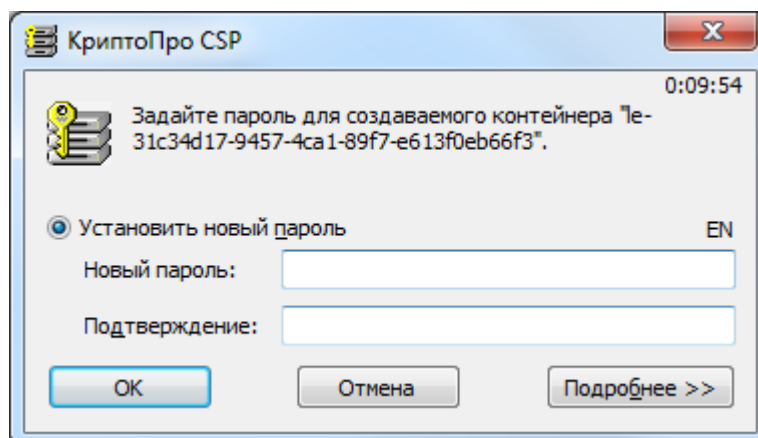 КриптоПро CSP
0:09:54
Задайте пароль для создаваемого контейнера "le-
31c34d17-9457-4ca1-89f7-e613f0eb66f3".
Установить новый пароль
EN
Новый пароль:
Подтверждение:
ОК
Отмена
Подробнее >>